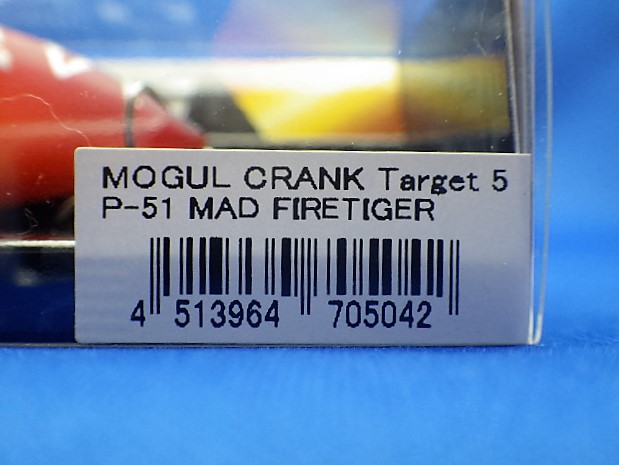 MOGUL CRANK Target 5
P-51 MAD FIRETIGER
4 513964 705042